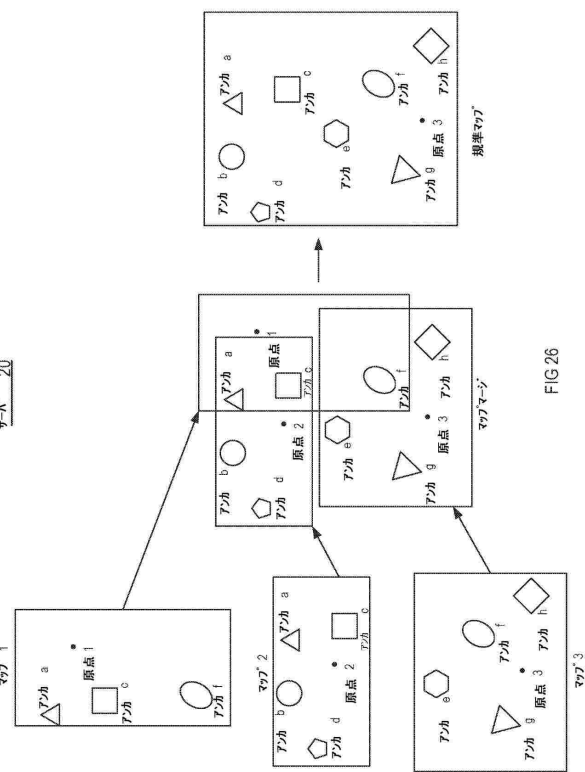 サーバ 20
マップ 1
アンカ a
原点 1
アンカ c
アンカ f
マップ 2
アンカ b
アンカ a
アンカ d
原点 2
アンカ c
マップ 3
アンカ e
アンカ f
アンカ g
原点 3
アンカ h
アンカ b
アンカ a
原点 1
アンカ d
原点 2
アンカ c
アンカ e
アンカ f
アンカ g
原点 3
アンカ h
マップマージ
アンカ b
アンカ a
アンカ d
アンカ c
アンカ e
アンカ f
アンカ g
原点 3
アンカ h
規準マップ
FIG 26